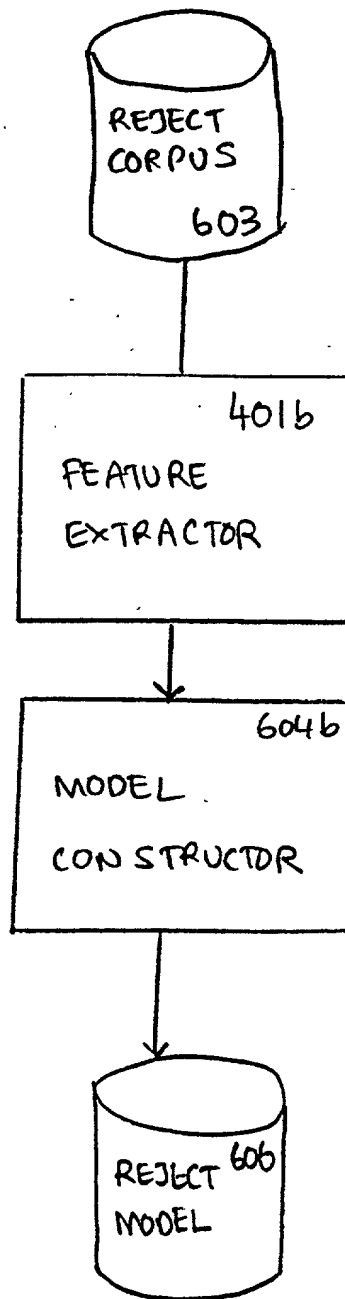 REJECT
CORPUS
603
401b
FEATURE
EXTRACTOR
604b
MODEL
CONSTRUCTOR
REJECT 606
MODEL